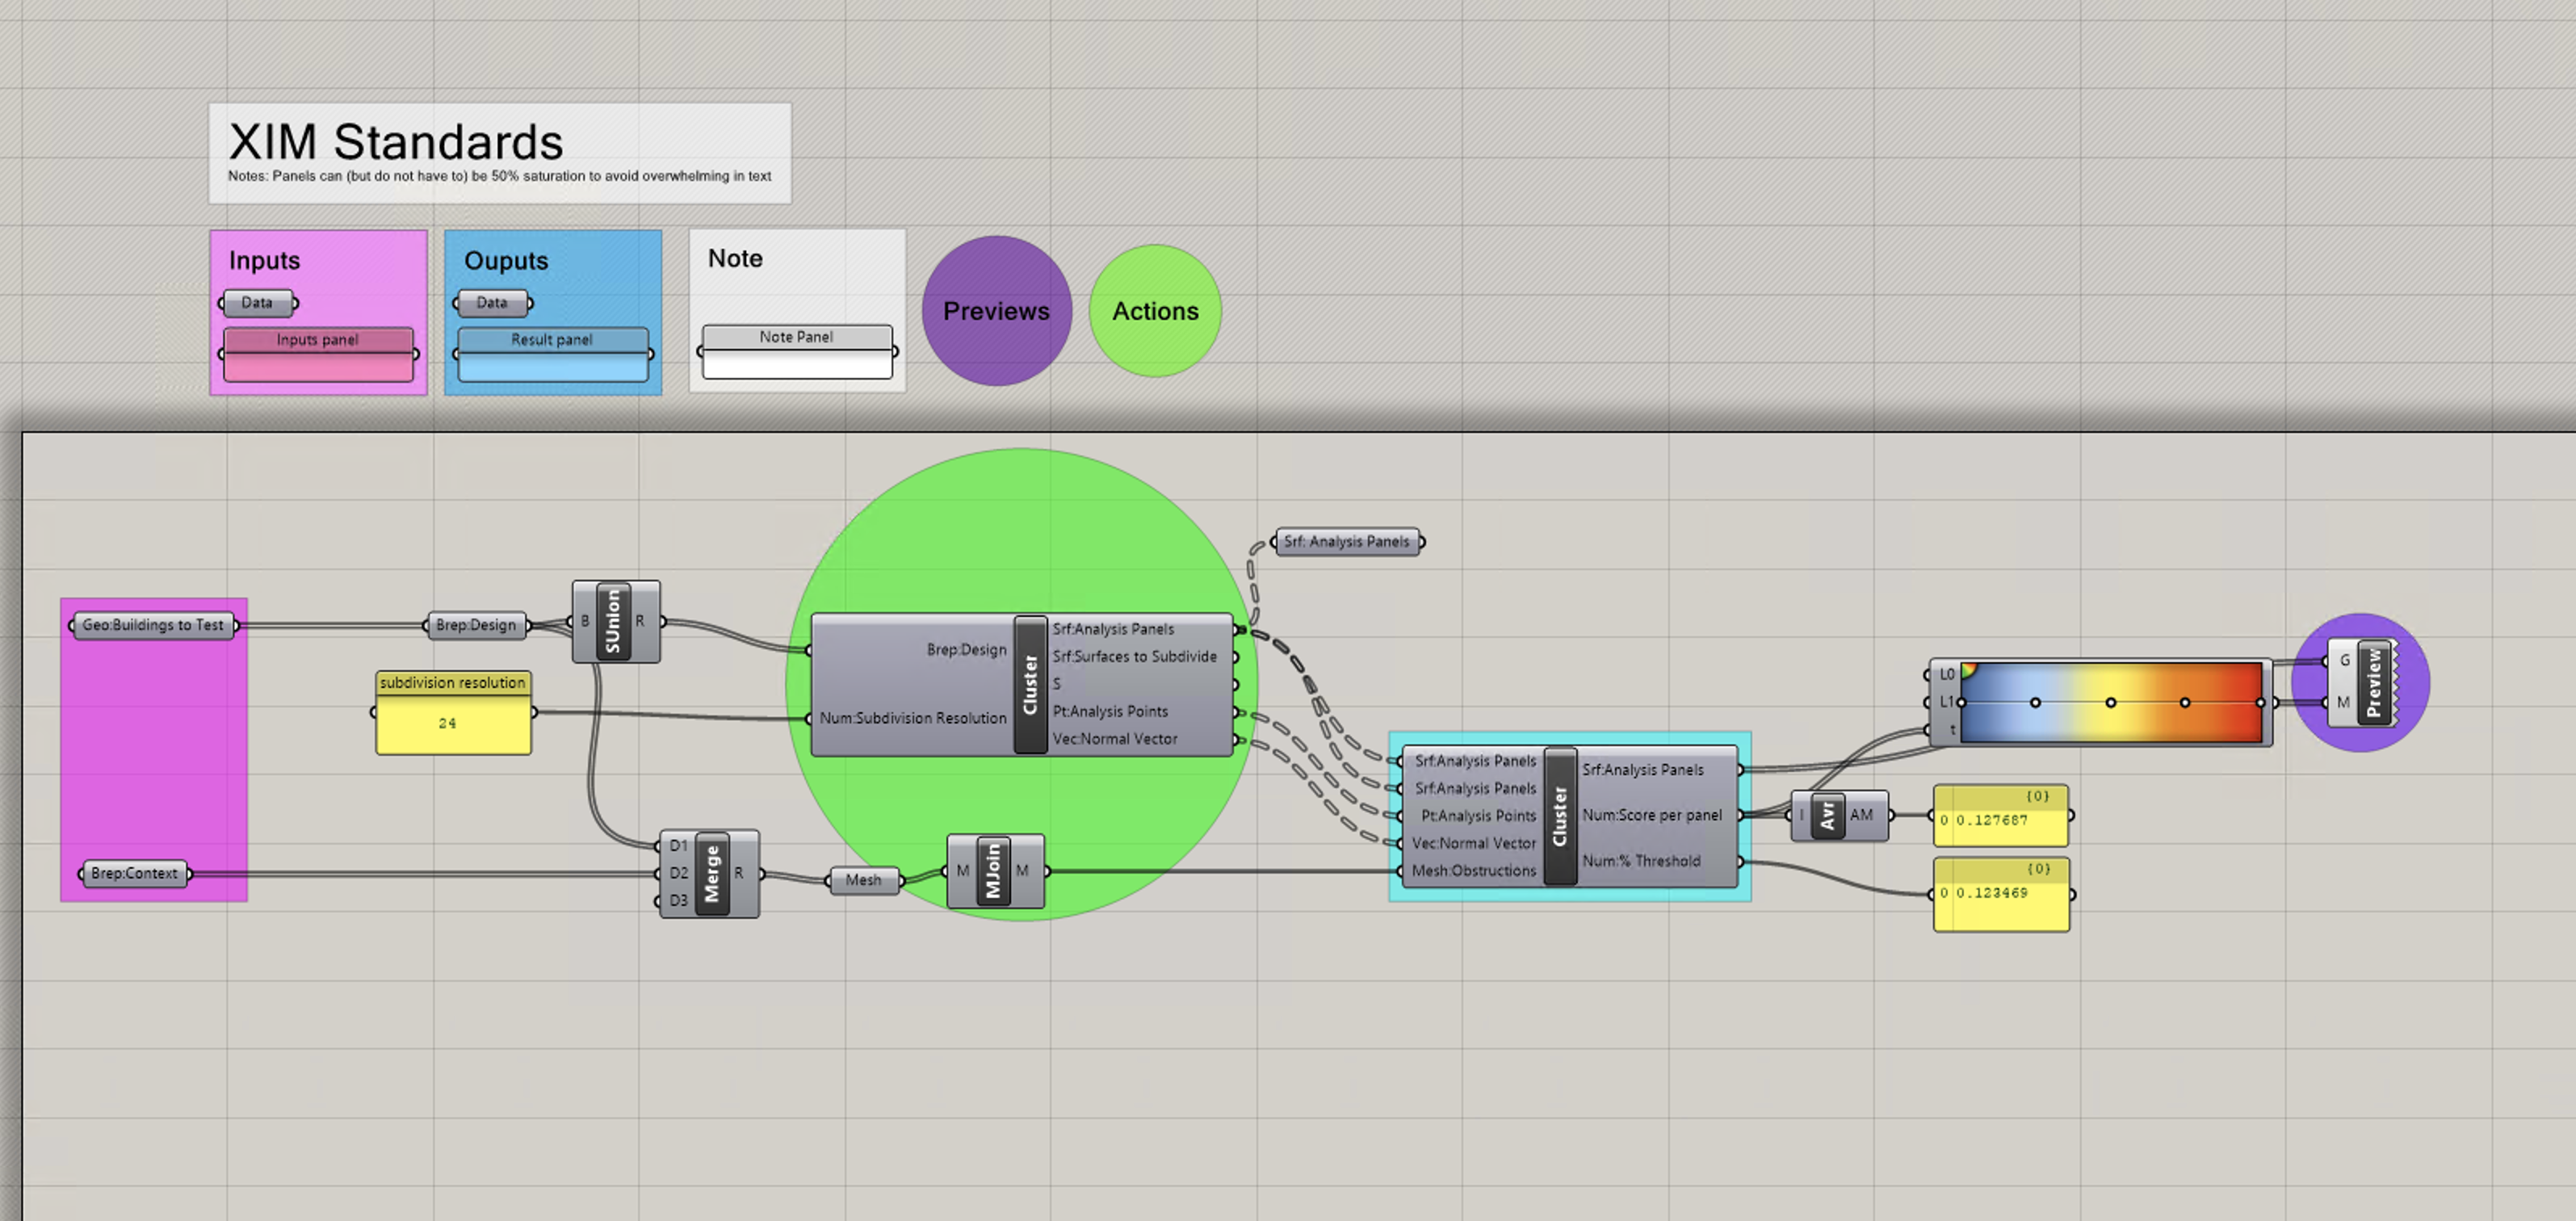 XIM Standards
Notes: Panels can (but do not have to) be 50% saturation to avoid overwhelming in text
Inputs
Data
Inputs panel
Ouputs
Data
Result panel
Note
Note Panel
Previews
Actions
Srf: Analysis Panels
Geo:Buildings to Test
Brep:Design
B
SUnion
R
subdivision resolution
24
Brep:Design
Num:Subdivision Resolution
Cluster
Srf:Analysis Panels
Srf:Surfaces to Subdivide
S
Pt:Analysis Points
Vec:Normal Vector
Brep:Context
D1
D2
D3
Merge
R
Mesh
M
MJoin
M
Srf:Analysis Panels
Srf:Analysis Panels
Pt:Analysis Points
Vec:Normal Vector
Mesh:Obstructions
Cluster
Srf:Analysis Panels
Num:Score per panel
Num:% Threshold
I
Avr
AM
L0
L1
t
G
M
Preview
{0}
0 0.127687
{0}
0 0.123469